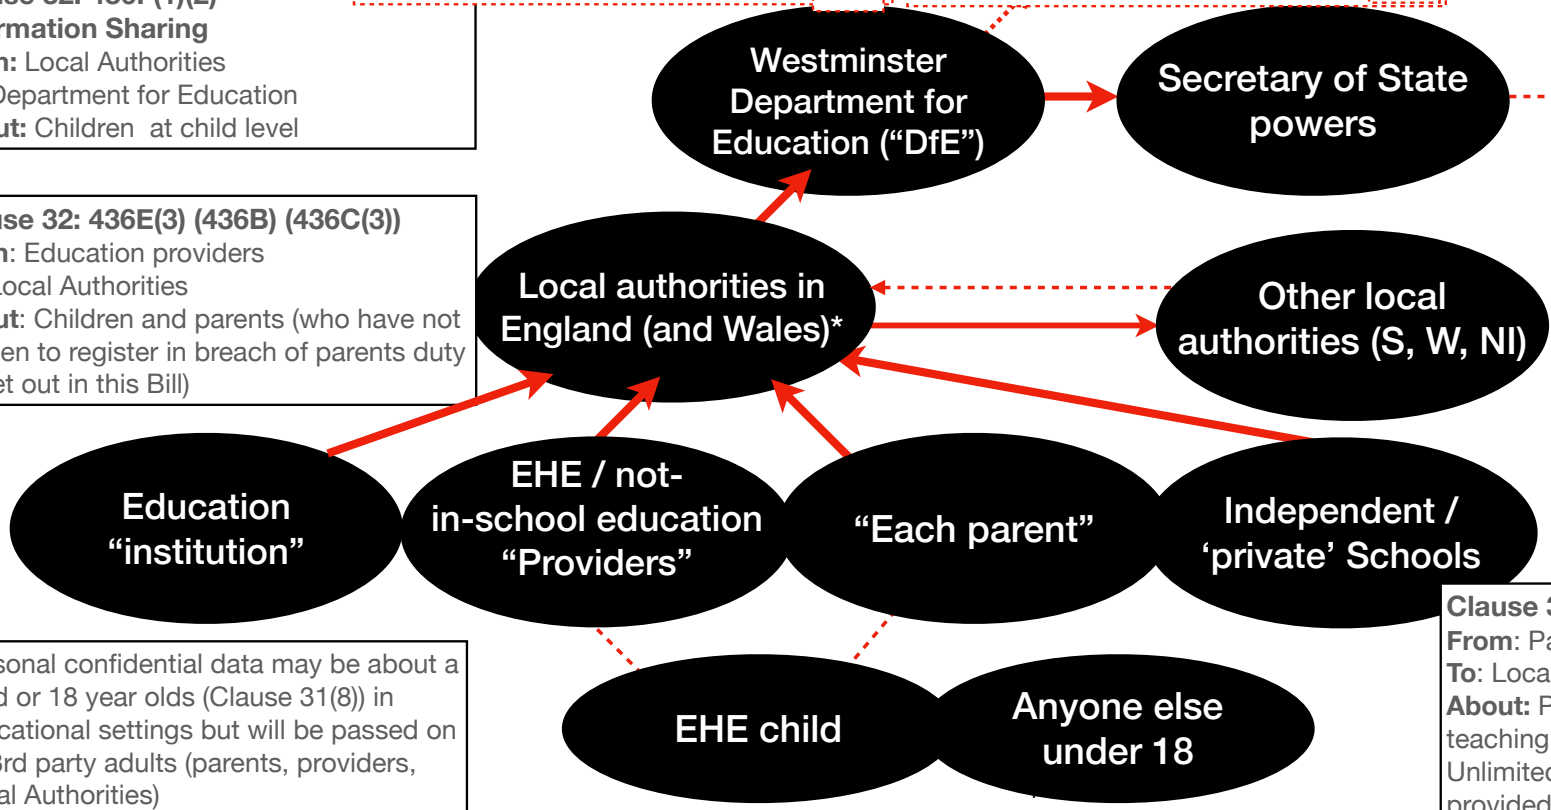 rmation Sharing
n: Local Authorities
Department for Education
ut: Children at child level
Westminster
Department for
Education (“DfE”)
Secretary of State
powers
use 32: 436E(3) (436B) (436C(3))
n: Education providers
Local Authorities
ut: Children and parents (who have not
en to register in breach of parents duty
et out in this Bill)
Local authorities in
England (and Wales)*
Other local
authorities (S, W, NI)
Education
“institution”
EHE / not-
in-school education
“Providers”
“Each parent”
Independent /
‘private’ Schools
sonal confidential data may be about a
d or 18 year olds (Clause 31(8)) in
cational settings but will be passed on
3rd party adults (parents, providers,
al Authorities)
EHE child
Anyone else
under 18
Clause 3
From: Pa
To: Loca
About: P
teaching
Unlimited
provided